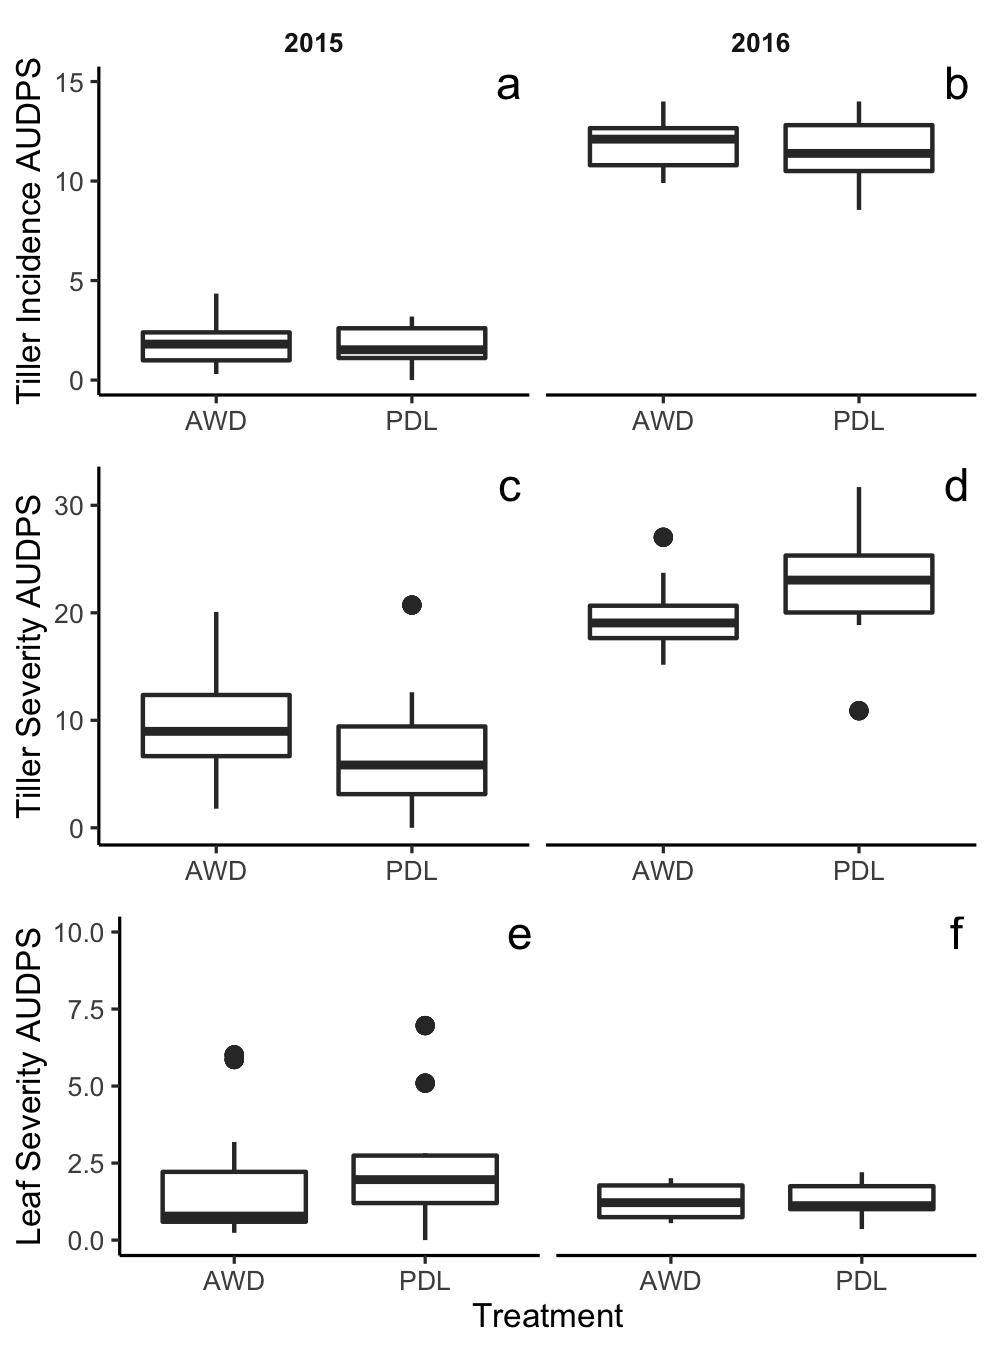 2015
2016
Tiller Incidence AUDPS
15
10
5
0
a
b
AWD
PDL
AWD
PDL
Tiller Severity AUDPS
30
20
10
0
c
d
AWD
PDL
AWD
PDL
Leaf Severity AUDPS
10.0
7.5
5.0
2.5
0.0
e
f
AWD
PDL
AWD
PDL
Treatment